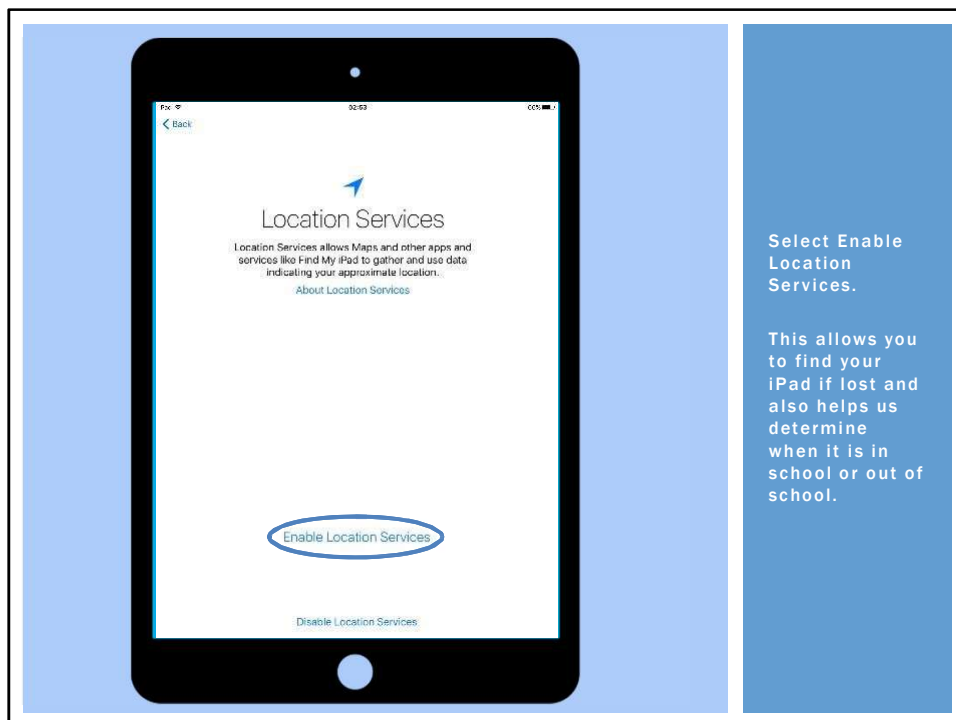 iPad 02:53 66%
Back
Location Services
Location Services allows Maps and other apps and
services like Find My iPad to gather and use data
indicating your approximate location.
About Location Services
Enable Location Services
Disable Location Services
Select Enable
Location
Services.
This allows you
to find your
iPad if lost and
also helps us
determine
when it is in
school or out of
school.